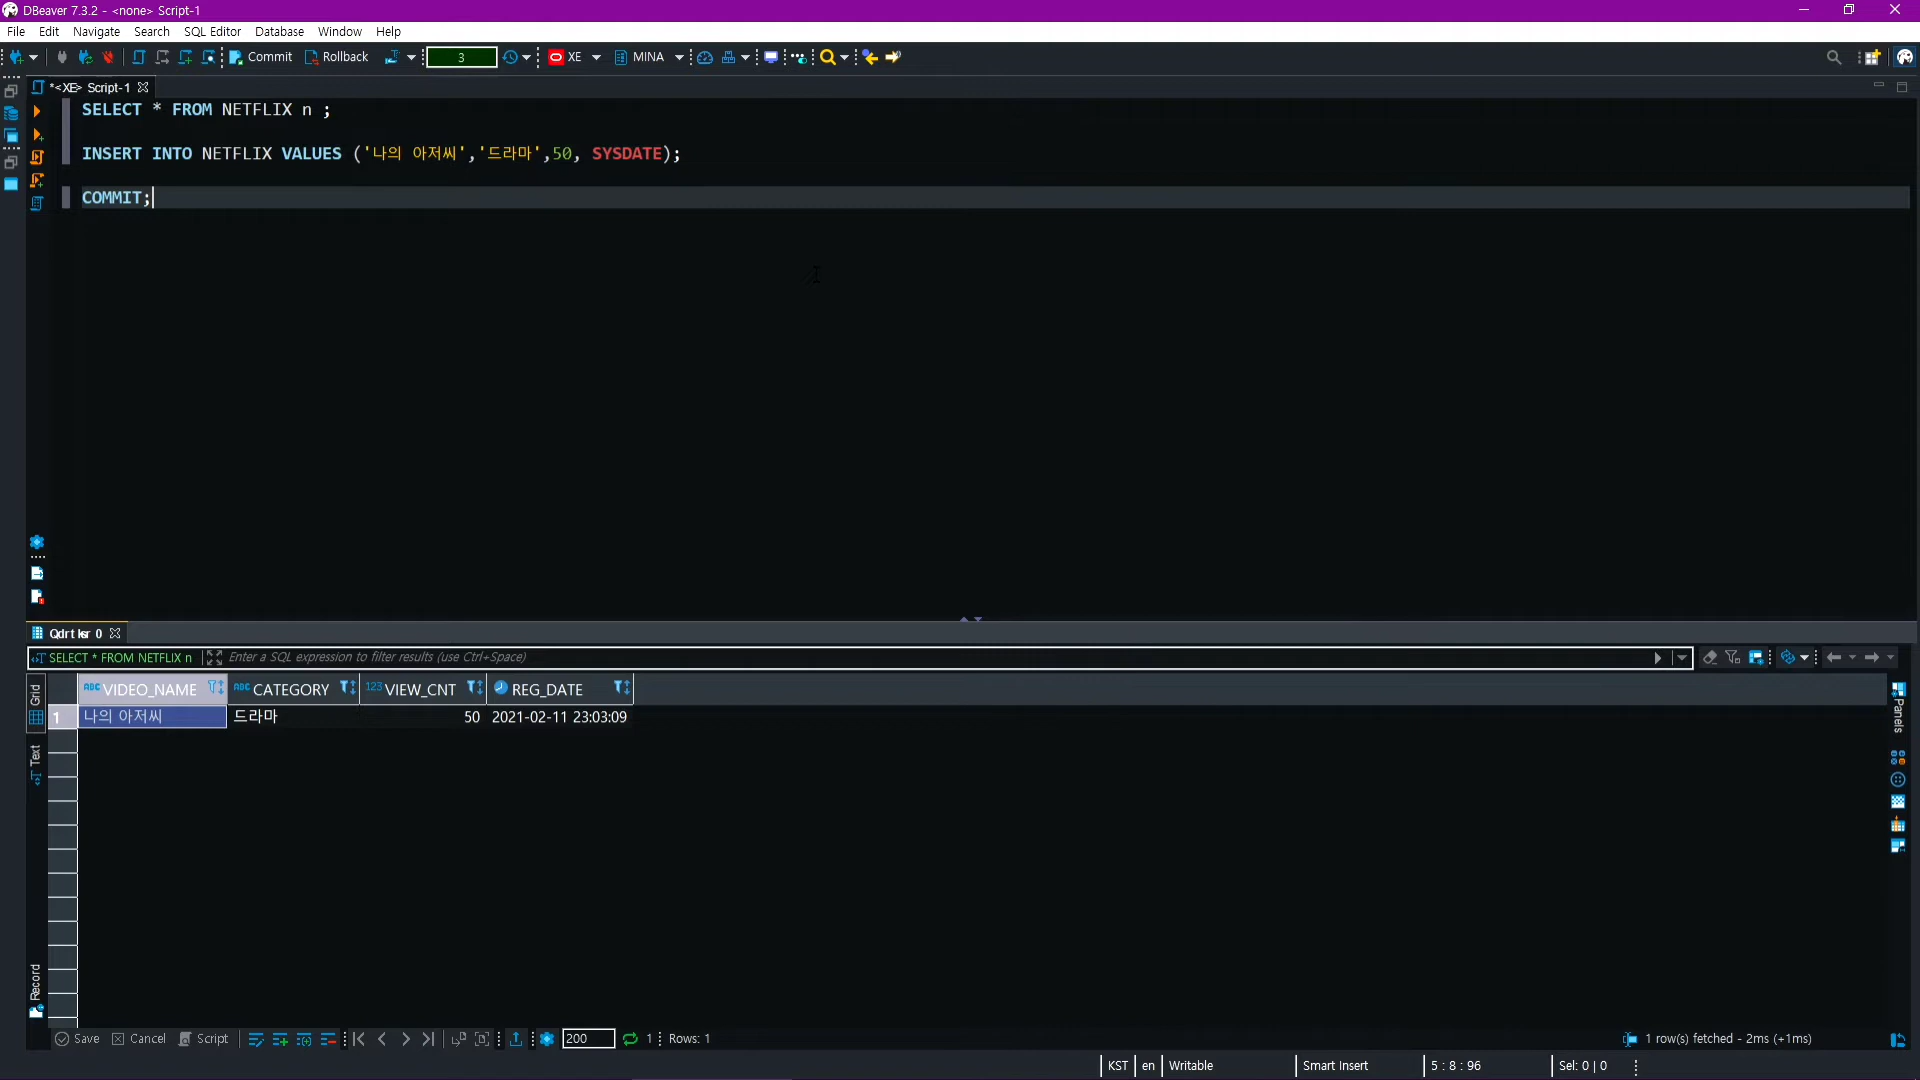 DBeaver 7.3.2 - <none> Script-1
File Edit Navigate Search SQL Editor Database Window Help
Commit Rollback 3 XE MINA
*<XE> Script-1
SELECT * FROM NETFLIX n ;
INSERT INTO NETFLIX VALUES ('나의 아저씨','드라마',50, SYSDATE);
COMMIT;
0
SELECT * FROM NETFLIX n Enter a SQL expression to filter results (use Ctrl+Space)
Grid
Text
Record
Panels
ABC VIDEO_NAME ABC CATEGORY 123 VIEW_CNT REG_DATE
1 나의 아저씨 드라마 50 2021-02-11 23:03:09
Save Cancel Script 200 1 Rows: 1 1 row(s) fetched - 2ms (+1ms)
KST en Writable Smart Insert 5 : 8 : 96 Sel: 0 | 0